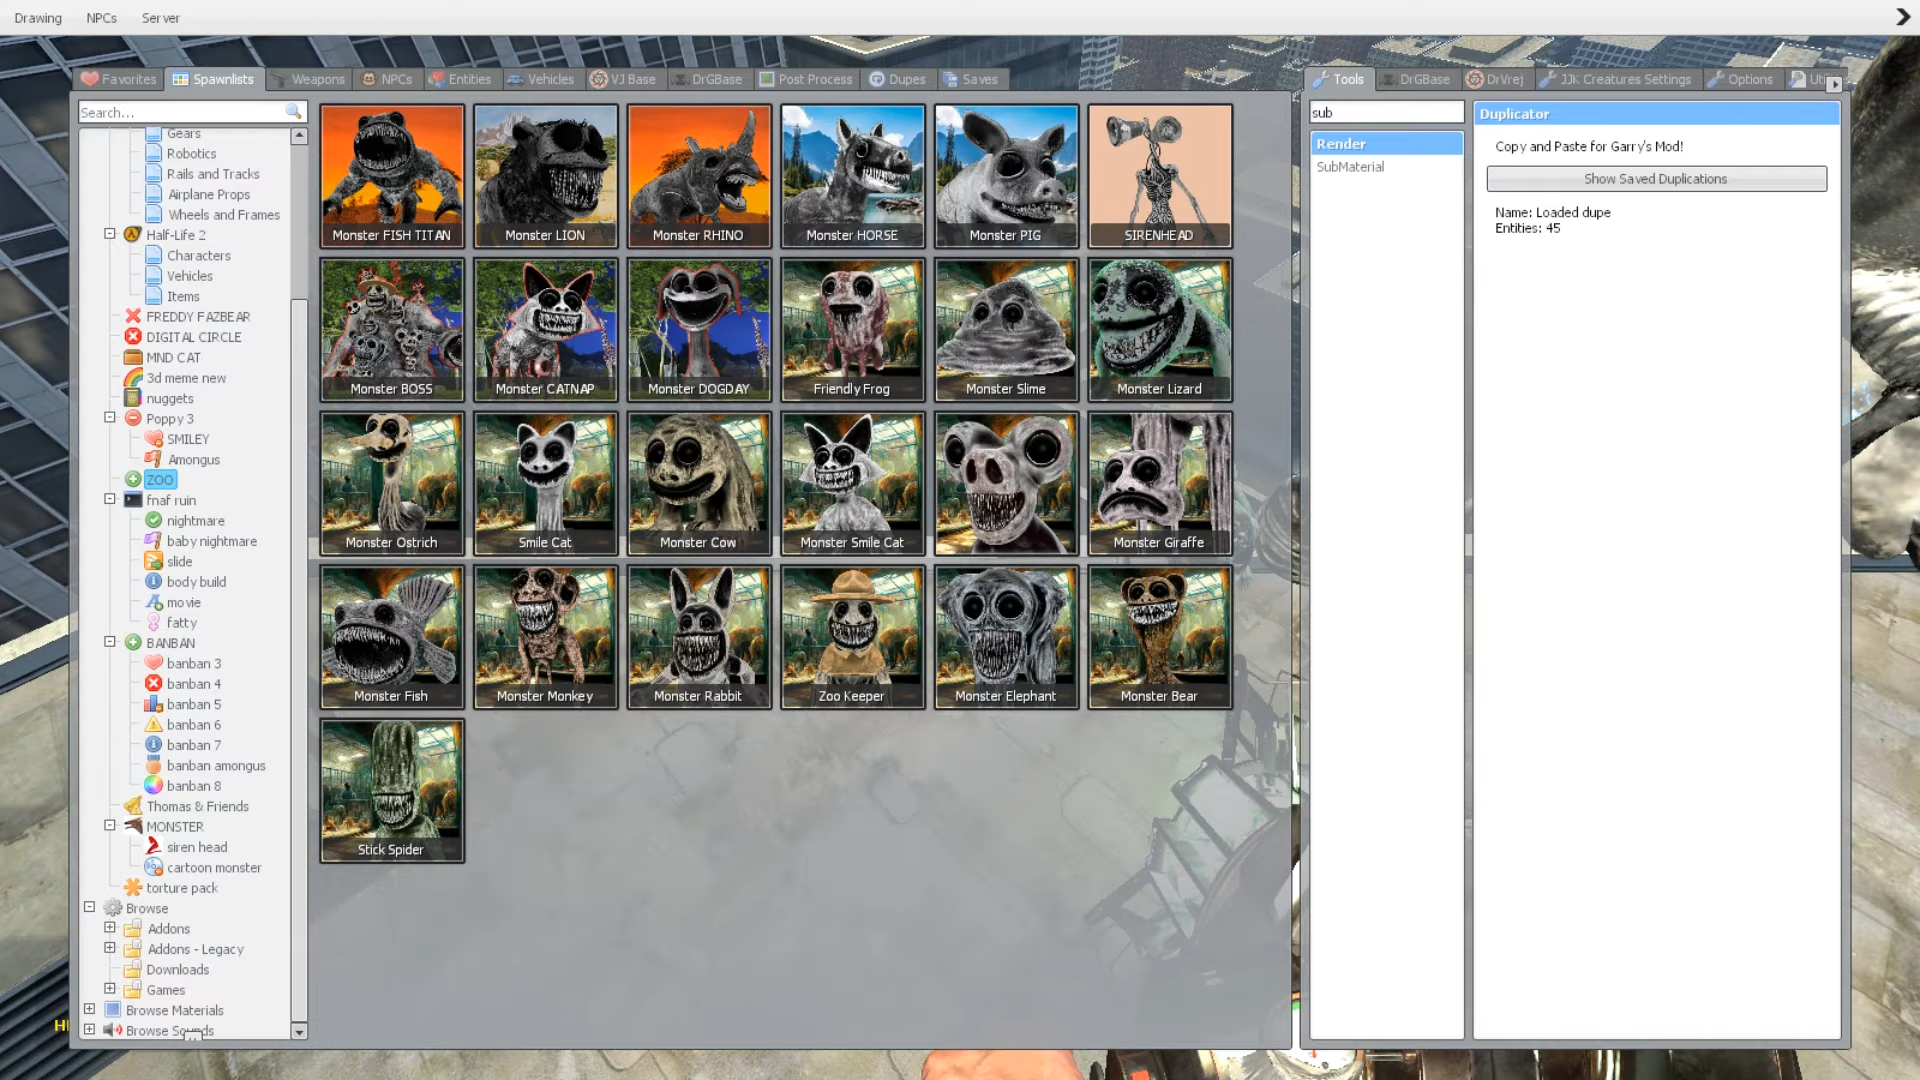 Drawing NPCs Server
Favorites Spawnlists Weapons NPCs Entities Vehicles VJ Base DrGBase Post Process Dupes Saves
Search...
Gears
Robotics
Rails and Tracks
Airplane Props
Wheels and Frames
Half-Life 2
Characters
Vehicles
Items
FREDDY FAZBEAR
DIGITAL CIRCLE
MND CAT
3d meme new
nuggets
Poppy 3
SMILEY
Amongus
ZOO
fnaf ruin
nightmare
baby nightmare
slide
body build
movie
fatty
BANBAN
banban 3
banban 4
banban 5
banban 6
banban 7
banban amongus
banban 8
Thomas & Friends
MONSTER
siren head
cartoon monster
torture pack
Browse
Addons
Addons - Legacy
Downloads
Games
Browse Materials
Browse Sounds
Monster FISH TITAN Monster LION Monster RHINO Monster HORSE Monster PIG SIRENHEAD
Monster BOSS Monster CATNAP Monster DOGDAY Friendly Frog Monster Slime Monster Lizard
Monster Ostrich Smile Cat Monster Cow Monster Smile Cat Monster Giraffe
Monster Fish Monster Monkey Monster Rabbit Zoo Keeper Monster Elephant Monster Bear
Stick Spider
Tools DrGBase DrVrej JJK Creatures Settings Options
sub
Render
SubMaterial
Duplicator
Copy and Paste for Garry's Mod!
Show Saved Duplications
Name: Loaded dupe
Entities: 45